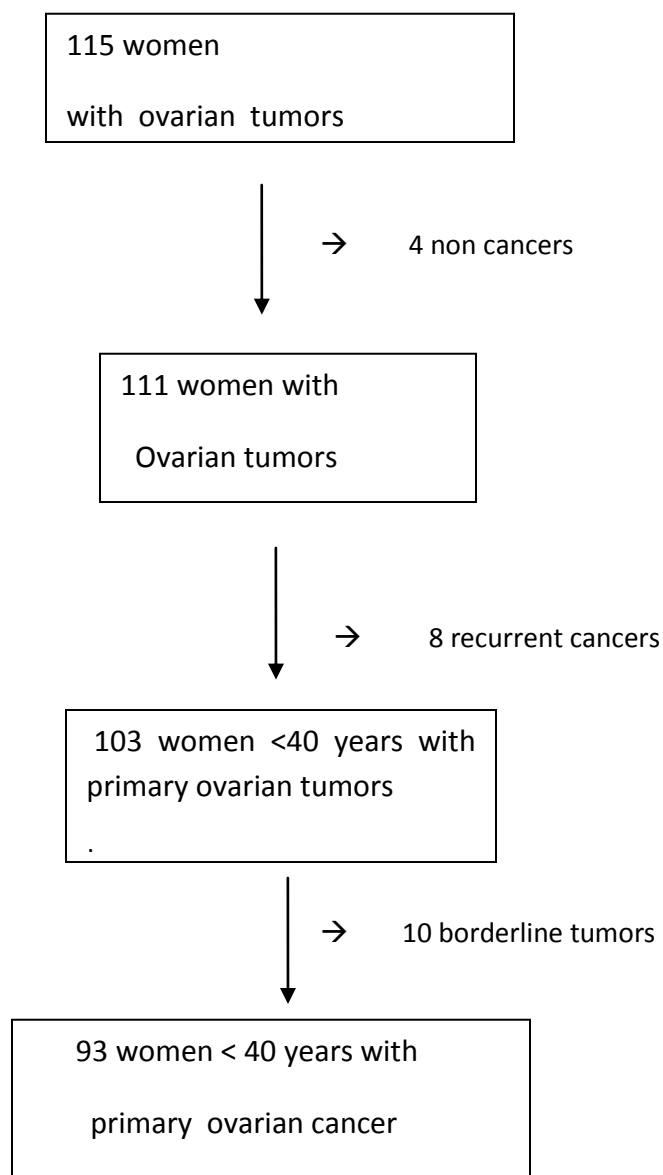 115 women
with ovarian tumors
→ 4 non cancers
111 women with
Ovarian tumors
→ 8 recurrent cancers
103 women <40 years with
primary ovarian tumors
.
→ 10 borderline tumors
93 women < 40 years with
primary ovarian cancer